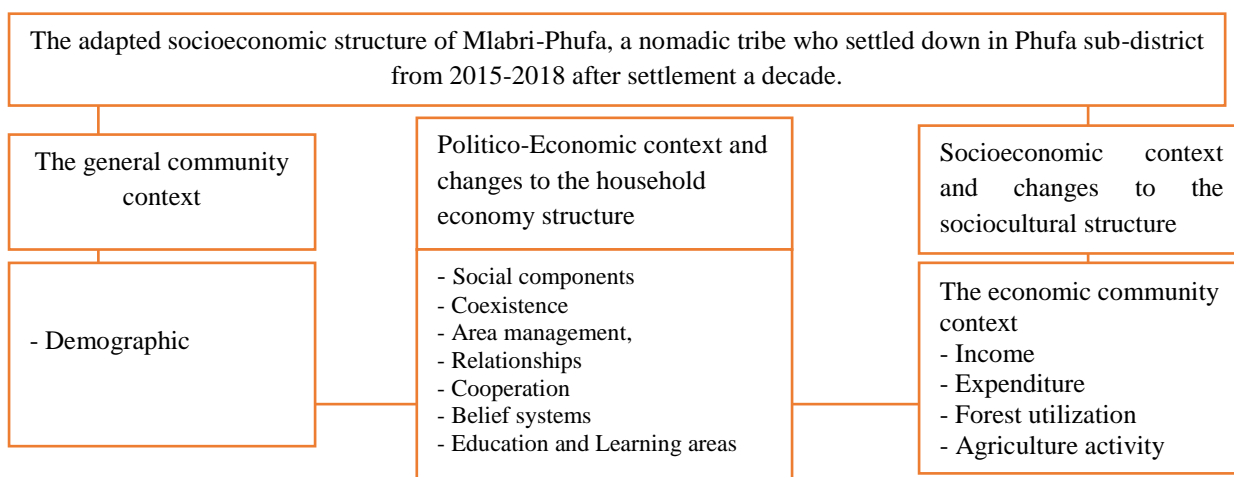 The adapted socioeconomic structure of Mlabri-Phufa, a nomadic tribe who settled down in Phufa sub-district
from 2015-2018 after settlement a decade.
The general community
context
Politico-Economic context and
changes to the household
economy structure
Socioeconomic context
and changes to the
sociocultural structure
- Demographic
- Social components
- Coexistence
- Area management,
- Relationships
- Cooperation
- Belief systems
- Education and Learning areas
The economic community
context
- Income
- Expenditure
- Forest utilization
- Agriculture activity